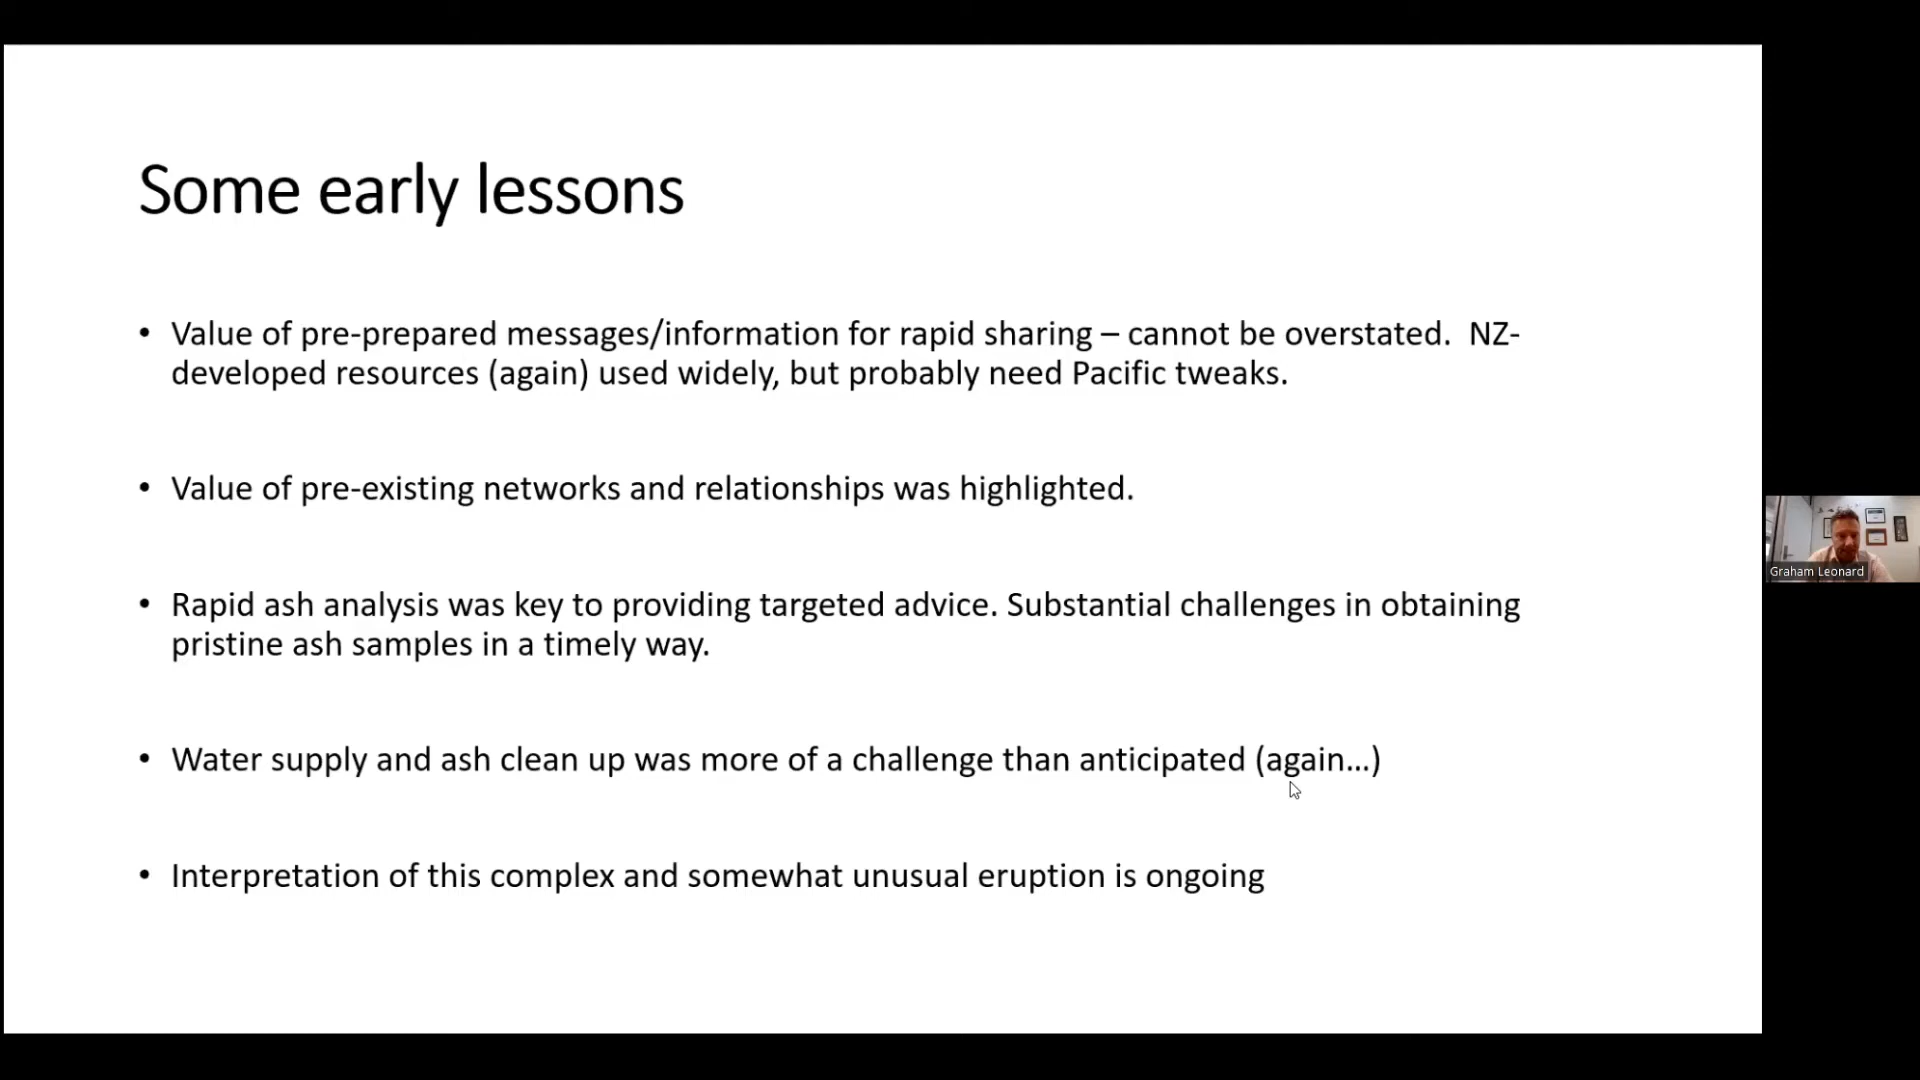 Some early lessons
• Value of pre-prepared messages/information for rapid sharing – cannot be overstated.  NZ-
developed resources (again) used widely, but probably need Pacific tweaks.
• Value of pre-existing networks and relationships was highlighted.
• Rapid ash analysis was key to providing targeted advice. Substantial challenges in obtaining
pristine ash samples in a timely way.
• Water supply and ash clean up was more of a challenge than anticipated (again…)
• Interpretation of this complex and somewhat unusual eruption is ongoing
Graham Leonard